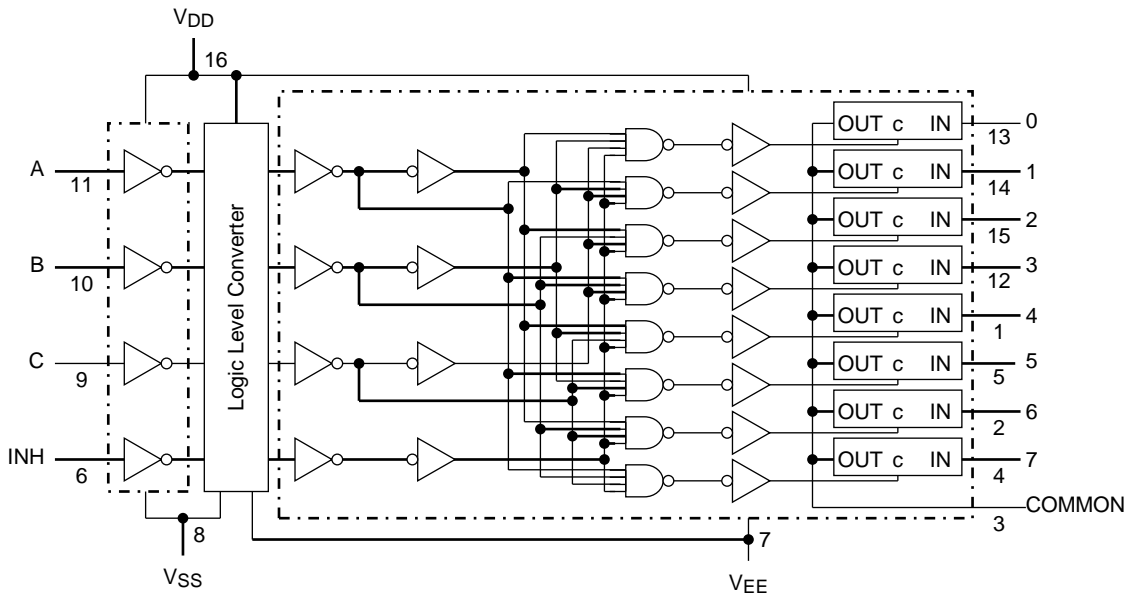 VDD
16
OUT c IN
13
0
A
11
OUT c IN
14
1
OUT c IN
15
2
B
10
OUT c IN
12
3
Logic Level Converter
OUT c IN
1
4
C
9
OUT c IN
5
5
OUT c IN
2
6
INH
6
OUT c IN
4
7
3
COMMON
8
7
VSS
VEE